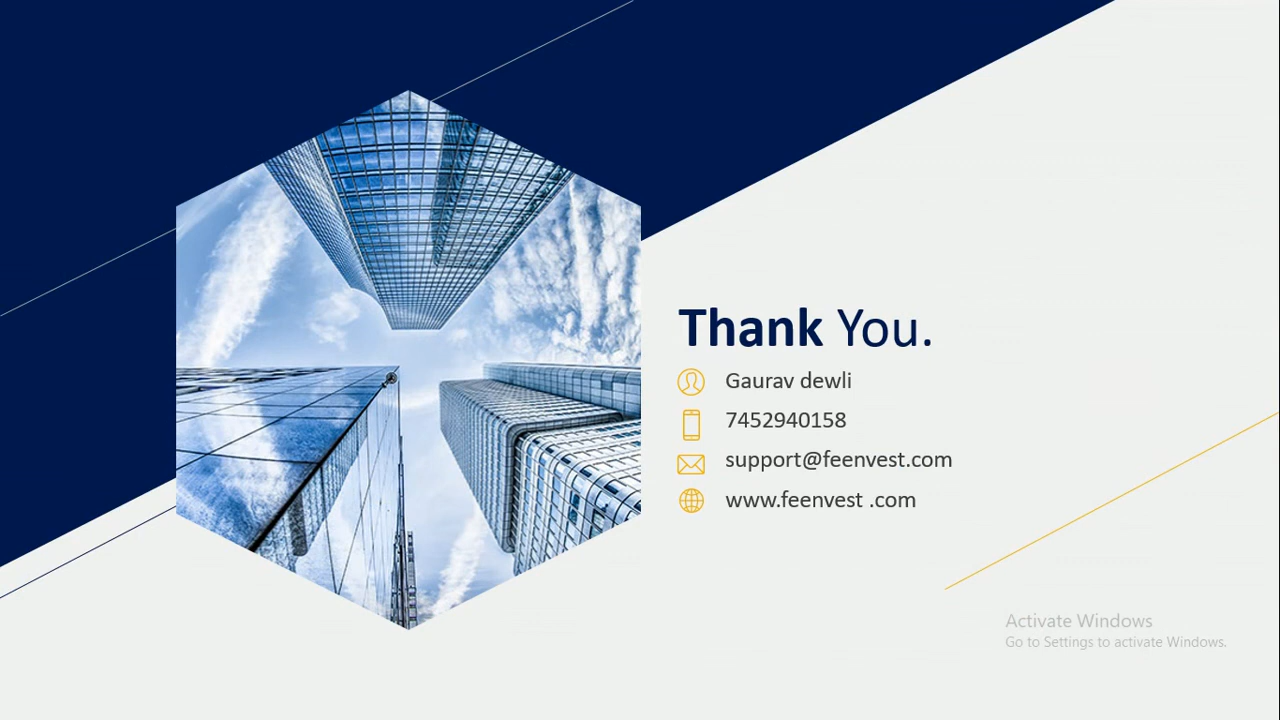 Thank You.
Gaurav dewli
7452940158
support@feenvest.com
www.feenvest .com
Activate Windows
Go to Settings to activate Windows.